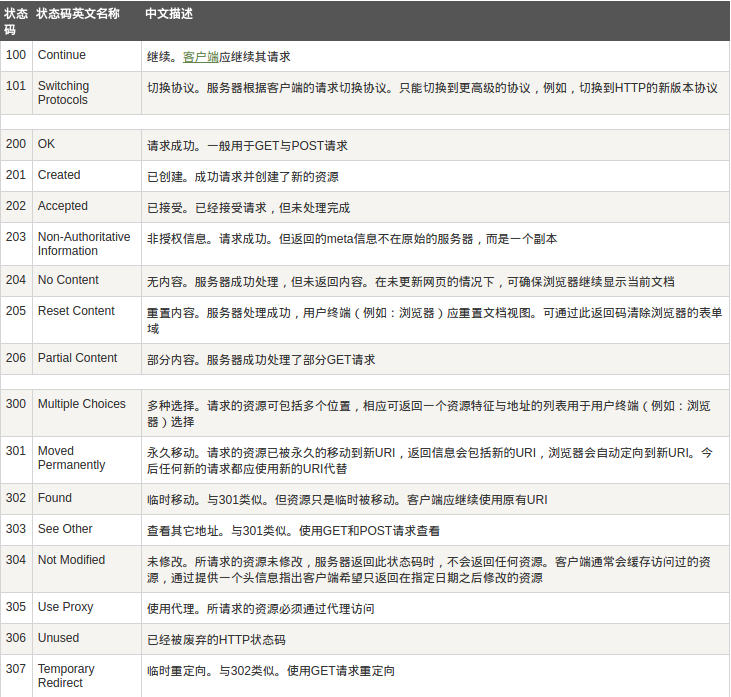 状态码 状态码英文名称 中文描述
100 Continue 继续。客户端应继续其请求
101 Switching Protocols 切换协议。服务器根据客户端的请求切换协议。只能切换到更高级的协议，例如，切换到HTTP的新版本协议
200 OK 请求成功。一般用于GET与POST请求
201 Created 已创建。成功请求并创建了新的资源
202 Accepted 已接受。已经接受请求，但未处理完成
203 Non-Authoritative Information 非授权信息。请求成功。但返回的meta信息不在原始的服务器，而是一个副本
204 No Content 无内容。服务器成功处理，但未返回内容。在未更新网页的情况下，可确保浏览器继续显示当前文档
205 Reset Content 重置内容。服务器处理成功，用户终端（例如：浏览器）应重置文档视图。可通过此返回码清除浏览器的表单
域
206 Partial Content 部分内容。服务器成功处理了部分GET请求
300 Multiple Choices 多种选择。请求的资源可包括多个位置，相应可返回一个资源特征与地址的列表用于用户终端（例如：浏览
器）选择
301 Moved Permanently 永久移动。请求的资源已被永久的移动到新URI，返回信息会包括新的URI，浏览器会自动定向到新URI。今
后任何新的请求都应使用新的URI代替
302 Found 临时移动。与301类似。但资源只是临时被移动。客户端应继续使用原有URI
303 See Other 查看其它地址。与301类似。使用GET和POST请求查看
304 Not Modified 未修改。所请求的资源未修改，服务器返回此状态码时，不会返回任何资源。客户端通常会缓存访问过的资
源，通过提供一个头信息指出客户端希望只返回在指定日期之后修改的资源
305 Use Proxy 使用代理。所请求的资源必须通过代理访问
306 Unused 已经被废弃的HTTP状态码
307 Temporary Redirect 临时重定向。与302类似。使用GET请求重定向